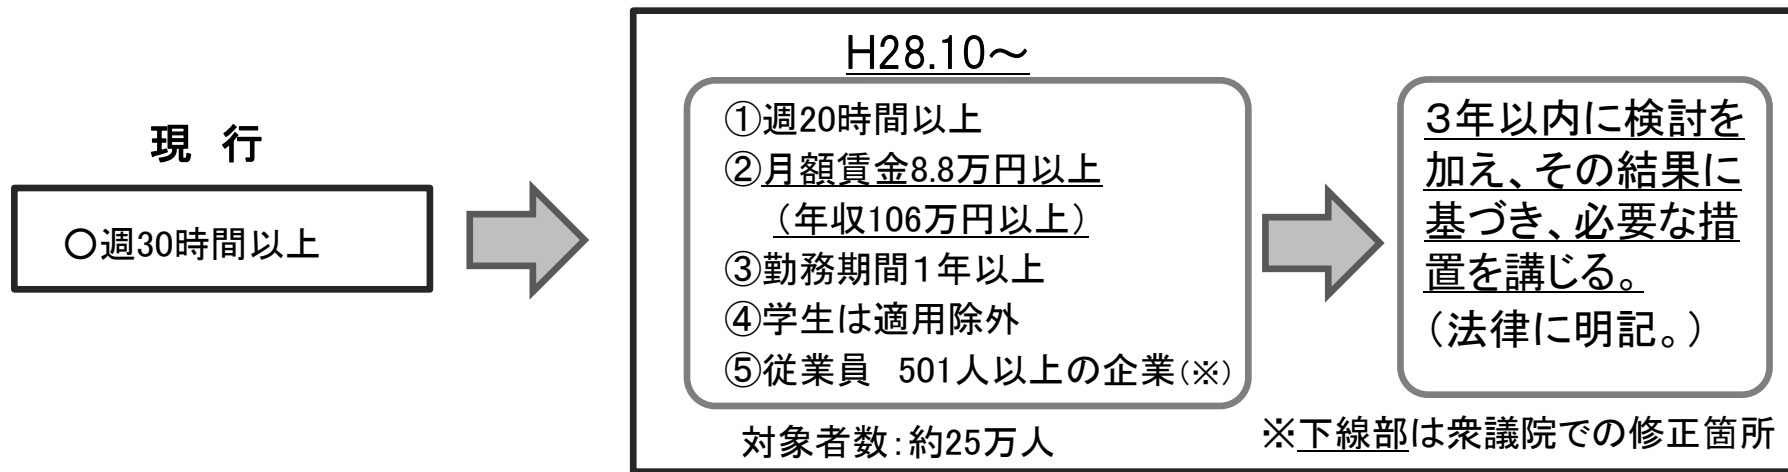 現 行
○週30時間以上
H28.10～
①週20時間以上
②月額賃金8.8万円以上
（年収106万円以上）
③勤務期間１年以上
④学生は適用除外
⑤従業員　501人以上の企業(※)
対象者数：約25万人
３年以内に検討を
加え、その結果に
基づき、必要な措
置を講じる。
（法律に明記。）
※下線部は衆議院での修正箇所